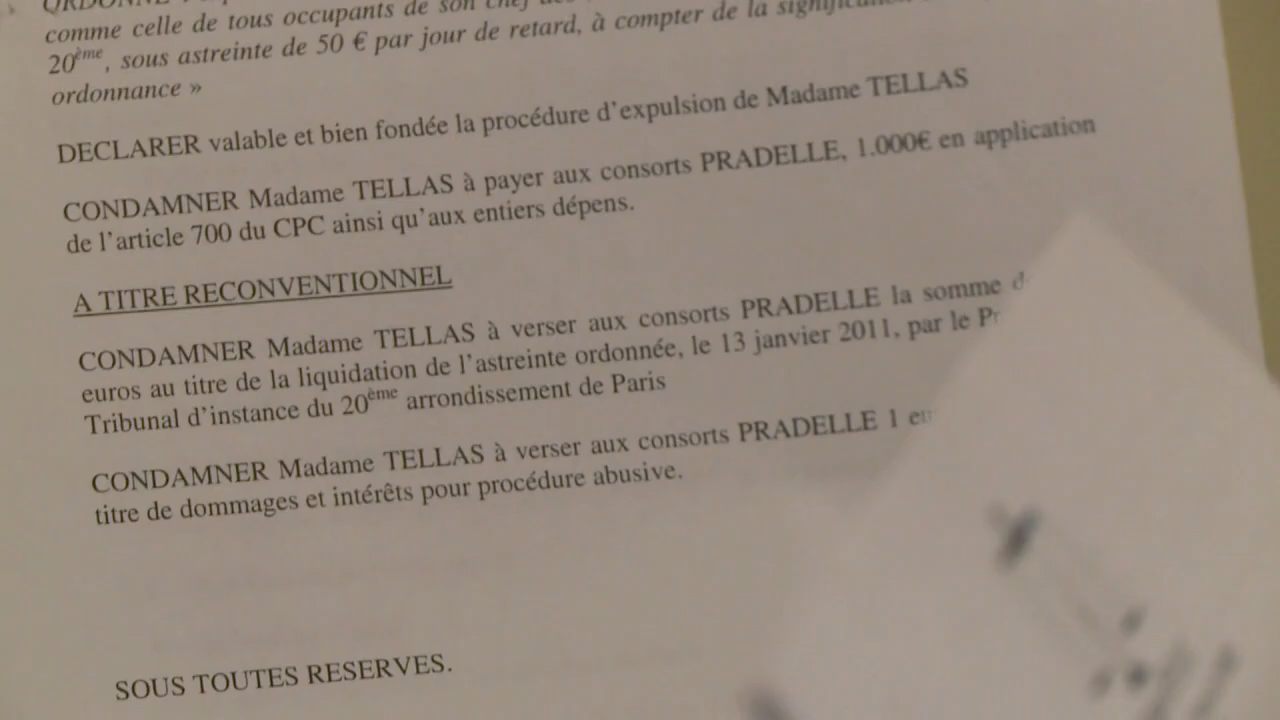 ORDONNE
comme celle de tous occupants de son chef
20ème, sous astreinte de 50 € par jour de retard, à compter de la signification
ordonnance »
DECLARER valable et bien fondée la procédure d'expulsion de Madame TELLAS
CONDAMNER Madame TELLAS à payer aux consorts PRADELLE, 1.000€ en application
de l'article 700 du CPC ainsi qu'aux entiers dépens.
A TITRE RECONVENTIONNEL
CONDAMNER Madame TELLAS à verser aux consorts PRADELLE la somme d
euros au titre de la liquidation de l'astreinte ordonnée, le 13 janvier 2011, par le Pr
Tribunal d'instance du 20ème arrondissement de Paris
CONDAMNER Madame TELLAS à verser aux consorts PRADELLE 1 eu
titre de dommages et intérêts pour procédure abusive.
SOUS TOUTES RESERVES.